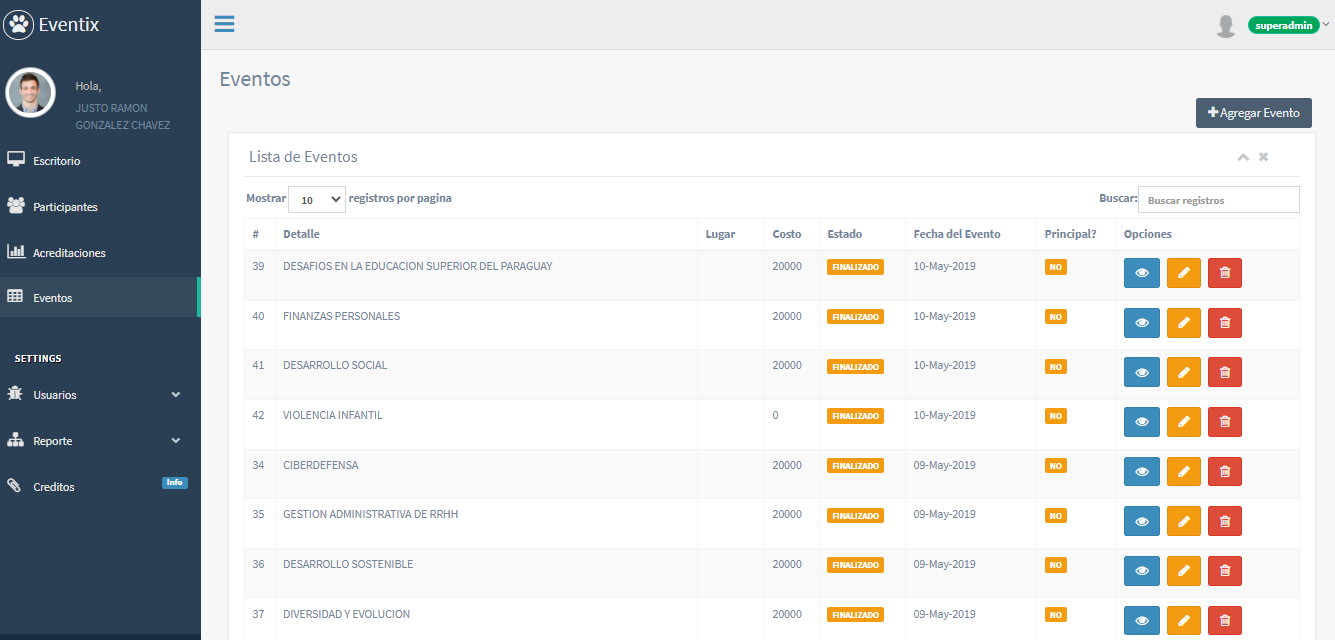 Eventix
superadmin
Hola,
JUSTO RAMON
GONZALEZ CHAVEZ
Escritorio
Participantes
Acreditaciones
Eventos
SETTINGS
Usuarios
Reporte
Creditos Info
Eventos
Agregar Evento
Lista de Eventos
Mostrar 10 registros por pagina Buscar: Buscar registros
# Detalle Lugar Costo Estado Fecha del Evento Principal? Opciones
39 DESAFIOS EN LA EDUCACION SUPERIOR DEL PARAGUAY 20000 FINALIZADO 10-May-2019 NO
40 FINANZAS PERSONALES 20000 FINALIZADO 10-May-2019 NO
41 DESARROLLO SOCIAL 20000 FINALIZADO 10-May-2019 NO
42 VIOLENCIA INFANTIL 0 FINALIZADO 10-May-2019 NO
34 CIBERDEFENSA 20000 FINALIZADO 09-May-2019 NO
35 GESTION ADMINISTRATIVA DE RRHH 20000 FINALIZADO 09-May-2019 NO
36 DESARROLLO SOSTENIBLE 20000 FINALIZADO 09-May-2019 NO
37 DIVERSIDAD Y EVOLUCION 20000 FINALIZADO 09-May-2019 NO